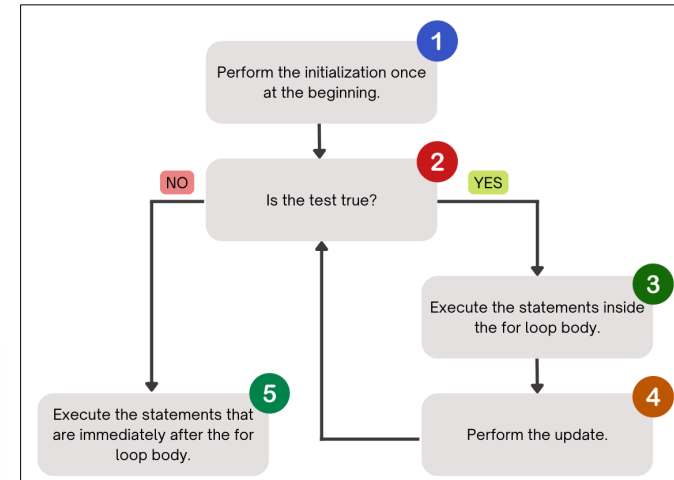 1
Perform the initialization once
at the beginning.
2
NO
Is the test true?
YES
3
Execute the statements inside
the for loop body.
4
Perform the update.
5
Execute the statements that
are immediately after the for
loop body.